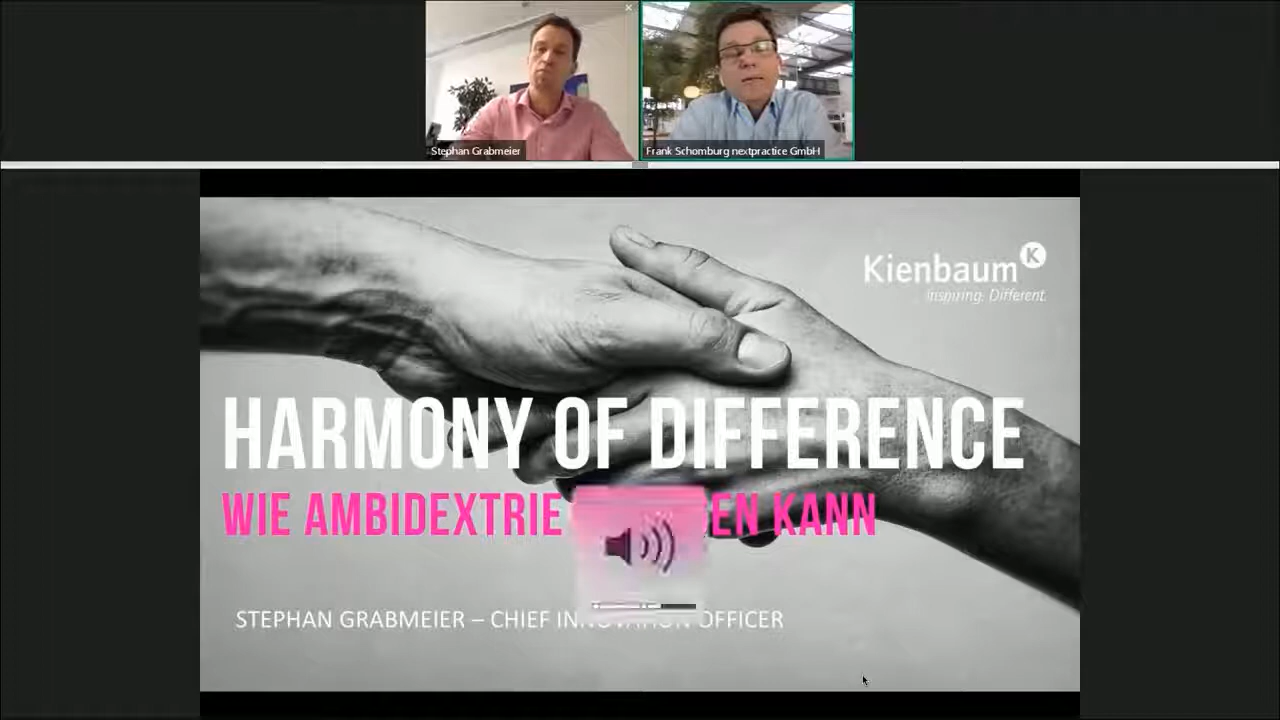 Stephan Grabmeier
Frank Schomburg nextpractice GmbH
Kienbaum K
Inspiring. Different.
HARMONY OF DIFFERENCE
WIE AMBIDEXTRIE EN KANN
STEPHAN GRABMEIER – CHIEF INNOVATION OFFICER